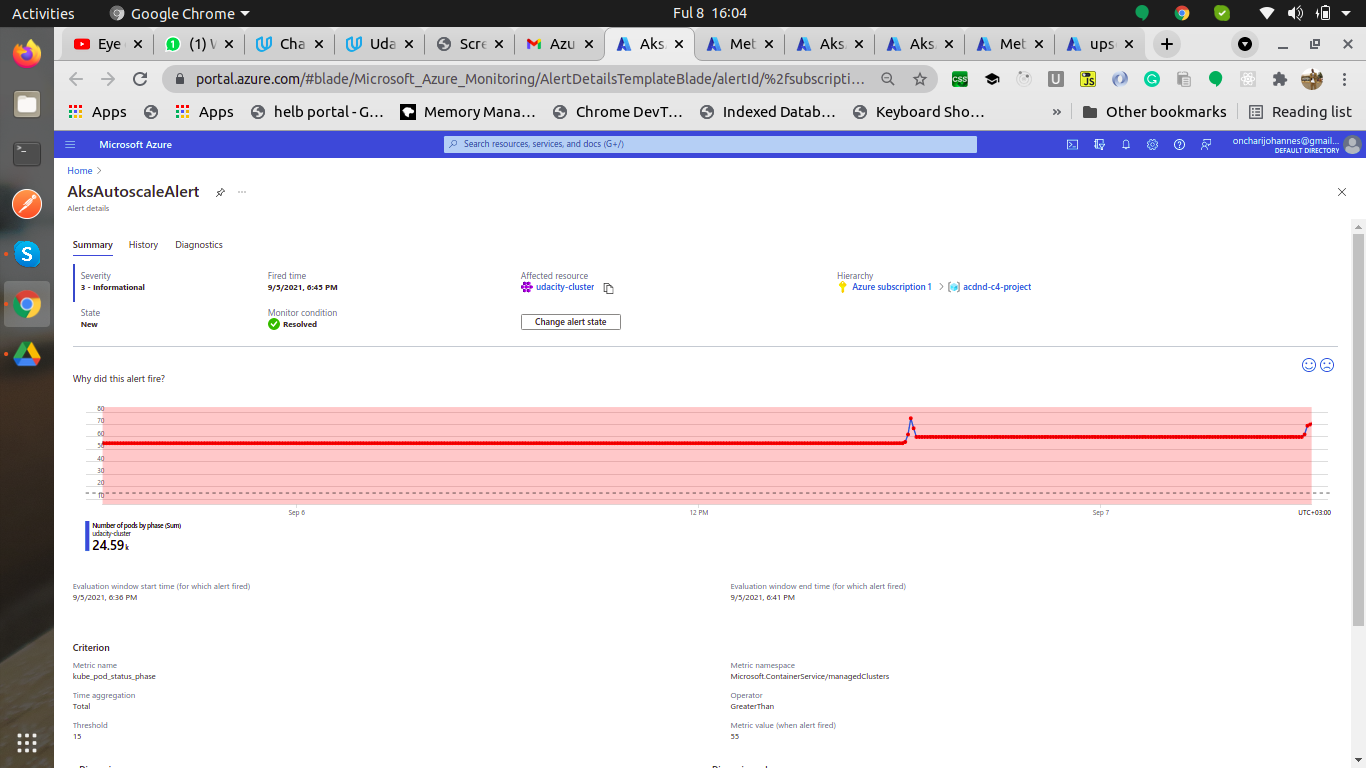 Activities
Google Chrome
Ful 8 16:04
Eye
(1) W
Cha
Uda
Scre
Azu
Aks
Met
Aks
Aks
Met
ups
portal.azure.com/#blade/Microsoft_Azure_Monitoring/AlertDetailsTemplateBlade/alertId/%2fsubscripti…
Apps
Apps
helb portal - G…
Memory Mana…
Chrome DevT…
Indexed Datab…
Keyboard Sho…
»
Other bookmarks
Reading list
Microsoft Azure
Search resources, services, and docs (G+/)
oncharijohannes@gmail...
DEFAULT DIRECTORY
Home >
AksAutoscaleAlert
...
Alert details
Summary
History
Diagnostics
Severity
3 - Informational
Fired time
9/5/2021, 6:45 PM
Affected resource
udacity-cluster
Hierarchy
Azure subscription 1 > acdnd-c4-project
State
New
Monitor condition
Resolved
Change alert state
Why did this alert fire?
80
70
60
50
40
30
20
10
Sep 6
12 PM
Sep 7
UTC+03:00
Number of pods by phase (Sum)
udacity-cluster
24.59 k
Evaluation window start time (for which alert fired)
9/5/2021, 6:36 PM
Evaluation window end time (for which alert fired)
9/5/2021, 6:41 PM
Criterion
Metric name
kube_pod_status_phase
Metric namespace
Microsoft.ContainerService/managedClusters
Time aggregation
Total
Operator
GreaterThan
Threshold
15
Metric value (when alert fired)
55